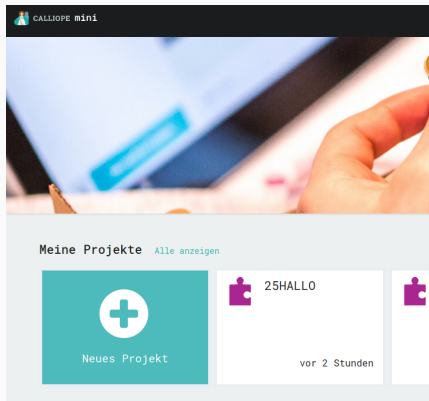 CALLIOPE mini
Meine Projekte Alle anzeigen
25HALLO
Neues Projekt
vor 2 Stunden